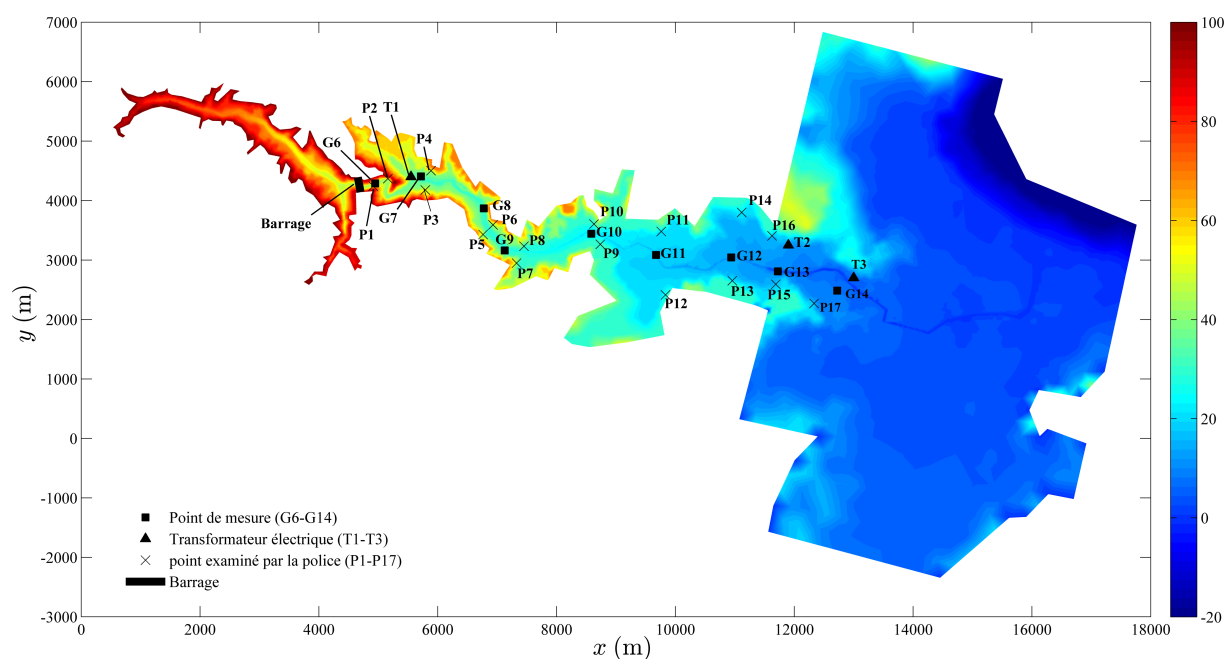 7000
6000
5000
4000
3000
2000
1000
0
-1000
-2000
-3000
y (m)
0
2000
4000
6000
8000
10000
12000
14000
16000
18000
x (m)
100
80
60
40
20
0
-20
P2 T1
G6
P4
Barrage
P1
G7
P3
G8
P6
P5
G9
P8
P7
P10
G10
P9
P11
G11
P12
P14
G12
P13
P16
T2
G13
P15
T3
G14
P17
Point de mesure (G6-G14)
Transformateur électrique (T1-T3)
point examiné par la police (P1-P17)
Barrage